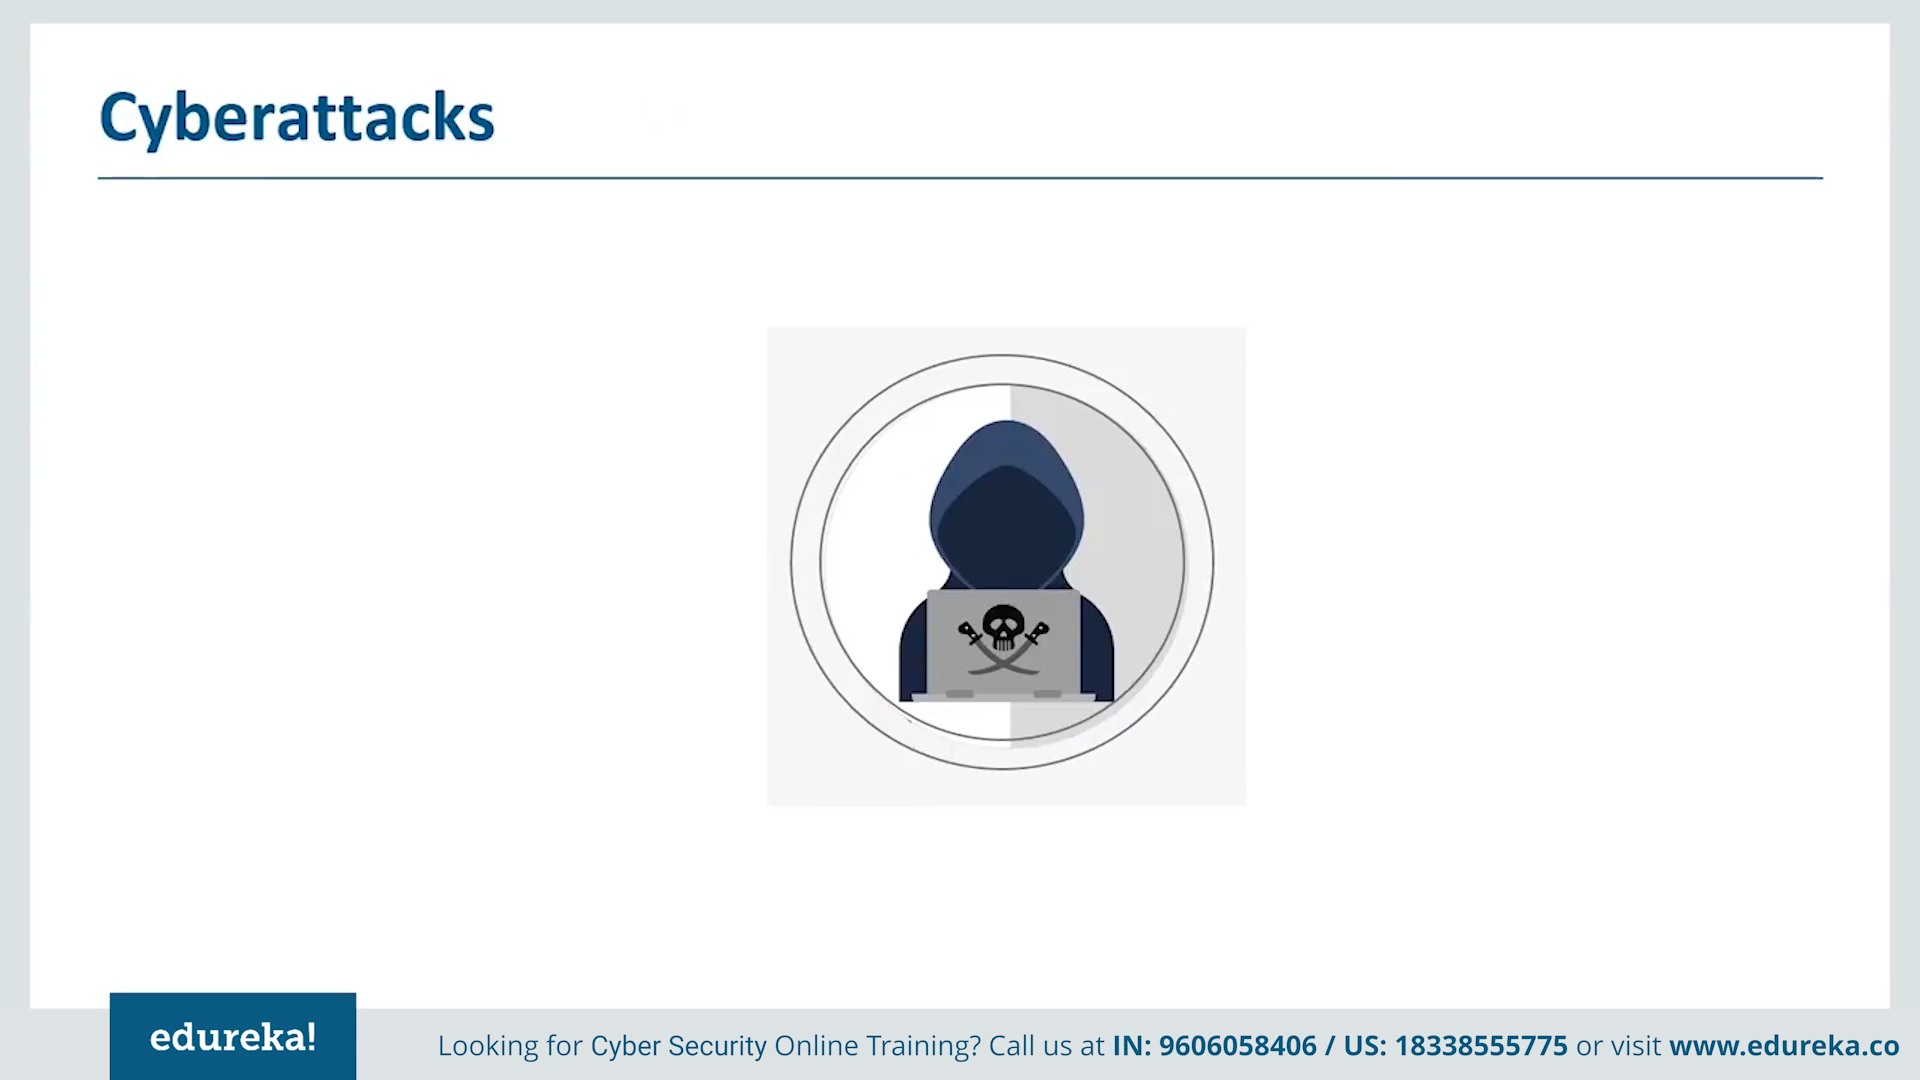 Cyberattacks
edureka!
Looking for Cyber Security Online Training? Call us at IN: 9606058406 / US: 18338555775 or visit www.edureka.co